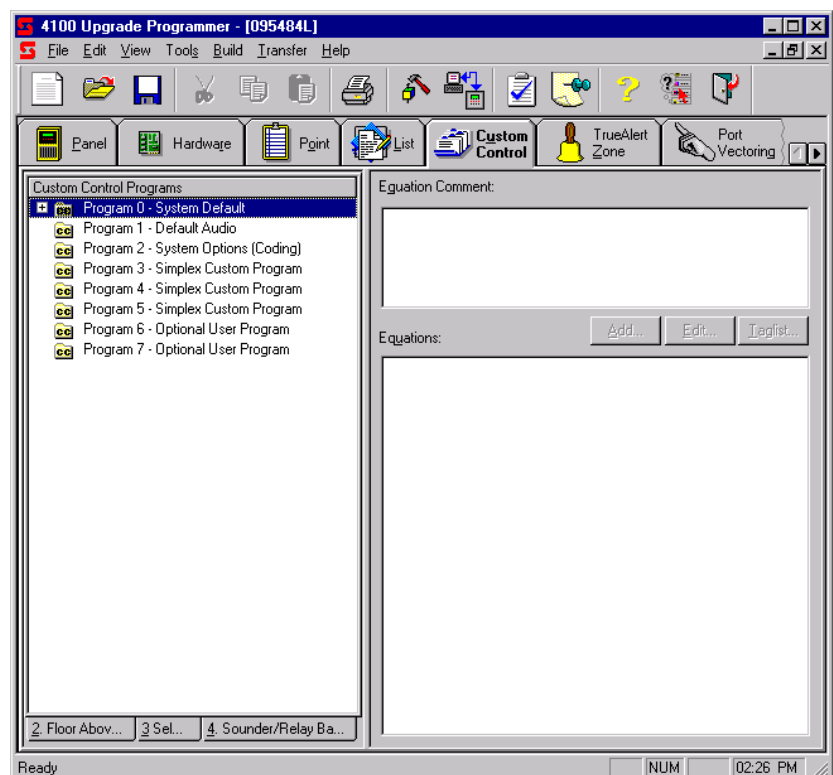 4100 Upgrade Programmer - [095484L]
File Edit View Tools Build Transfer Help
Panel Hardware Point List Custom Control TrueAlert Zone Port Vectoring
Custom Control Programs
Program 0 - System Default
Program 1 - Default Audio
Program 2 - System Options (Coding)
Program 3 - Simplex Custom Program
Program 4 - Simplex Custom Program
Program 5 - Simplex Custom Program
Program 6 - Optional User Program
Program 7 - Optional User Program
Equation Comment:
Equations:
Add... Edit... Taglist...
2. Floor Abov... 3 Sel... 4. Sounder/Relay Ba...
Ready NUM 02:26 PM